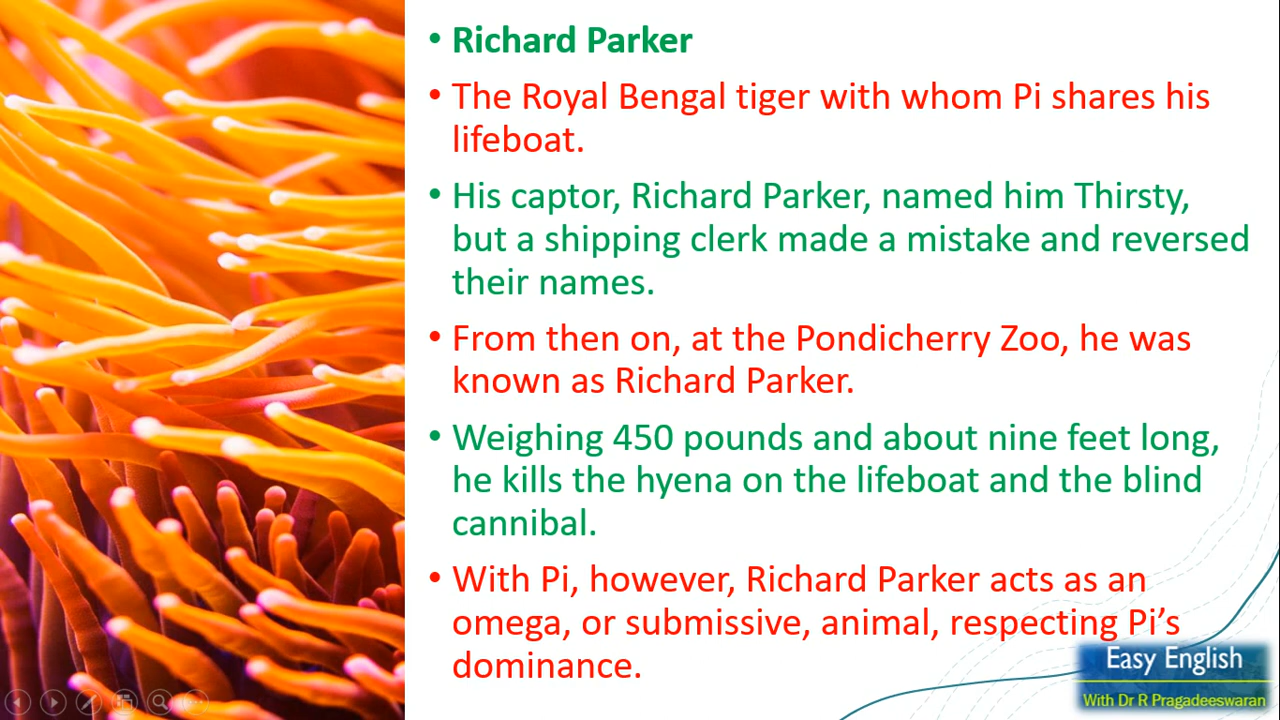 • Richard Parker
• The Royal Bengal tiger with whom Pi shares his
lifeboat.
• His captor, Richard Parker, named him Thirsty,
but a shipping clerk made a mistake and reversed
their names.
• From then on, at the Pondicherry Zoo, he was
known as Richard Parker.
• Weighing 450 pounds and about nine feet long,
he kills the hyena on the lifeboat and the blind
cannibal.
• With Pi, however, Richard Parker acts as an
omega, or submissive, animal, respecting Pi’s
dominance.
Easy English
With Dr R Pragadeeswaran